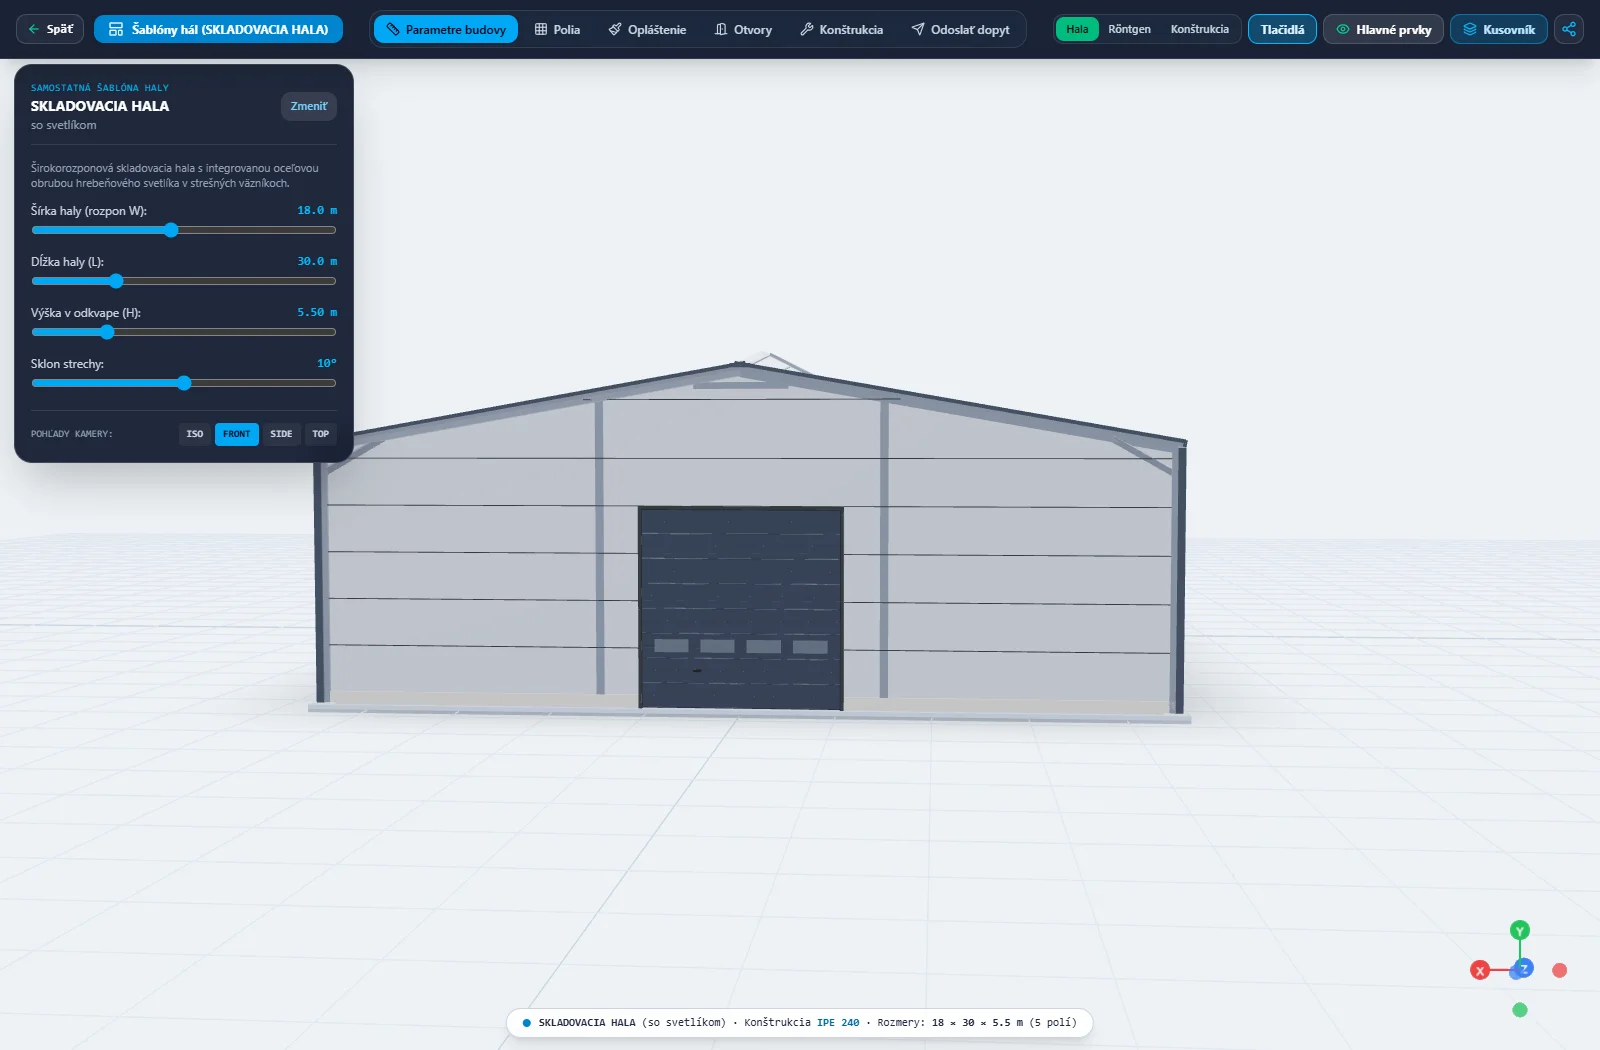 Späť
Šablóny hál (SKLADOVACIA HALA)
Parametre budovy
Polia
Opláštenie
Otvory
Konštrukcia
Odoslať dopyt
Hala
Röntgen
Konštrukcia
Tlačidlá
Hlavné prvky
Kusovník
SAMOSTATNÁ ŠABLÓNA HALY
SKLADOVACIA HALA
so svetlíkom
Zmeniť
Širokorozponová skladovacia hala s integrovanou oceľovou
obrubou hrebeňového svetlíka v strešných väzníkoch.
Šírka haly (rozpon W): 18.0 m
Dĺžka haly (L): 30.0 m
Výška v odkvape (H): 5.50 m
Sklon strechy: 10°
POHĽADY KAMERY: ISO FRONT SIDE TOP
Y
X
Z
SKLADOVACIA HALA (so svetlíkom) · Konštrukcia IPE 240 · Rozmery: 18 × 30 × 5.5 m (5 polí)